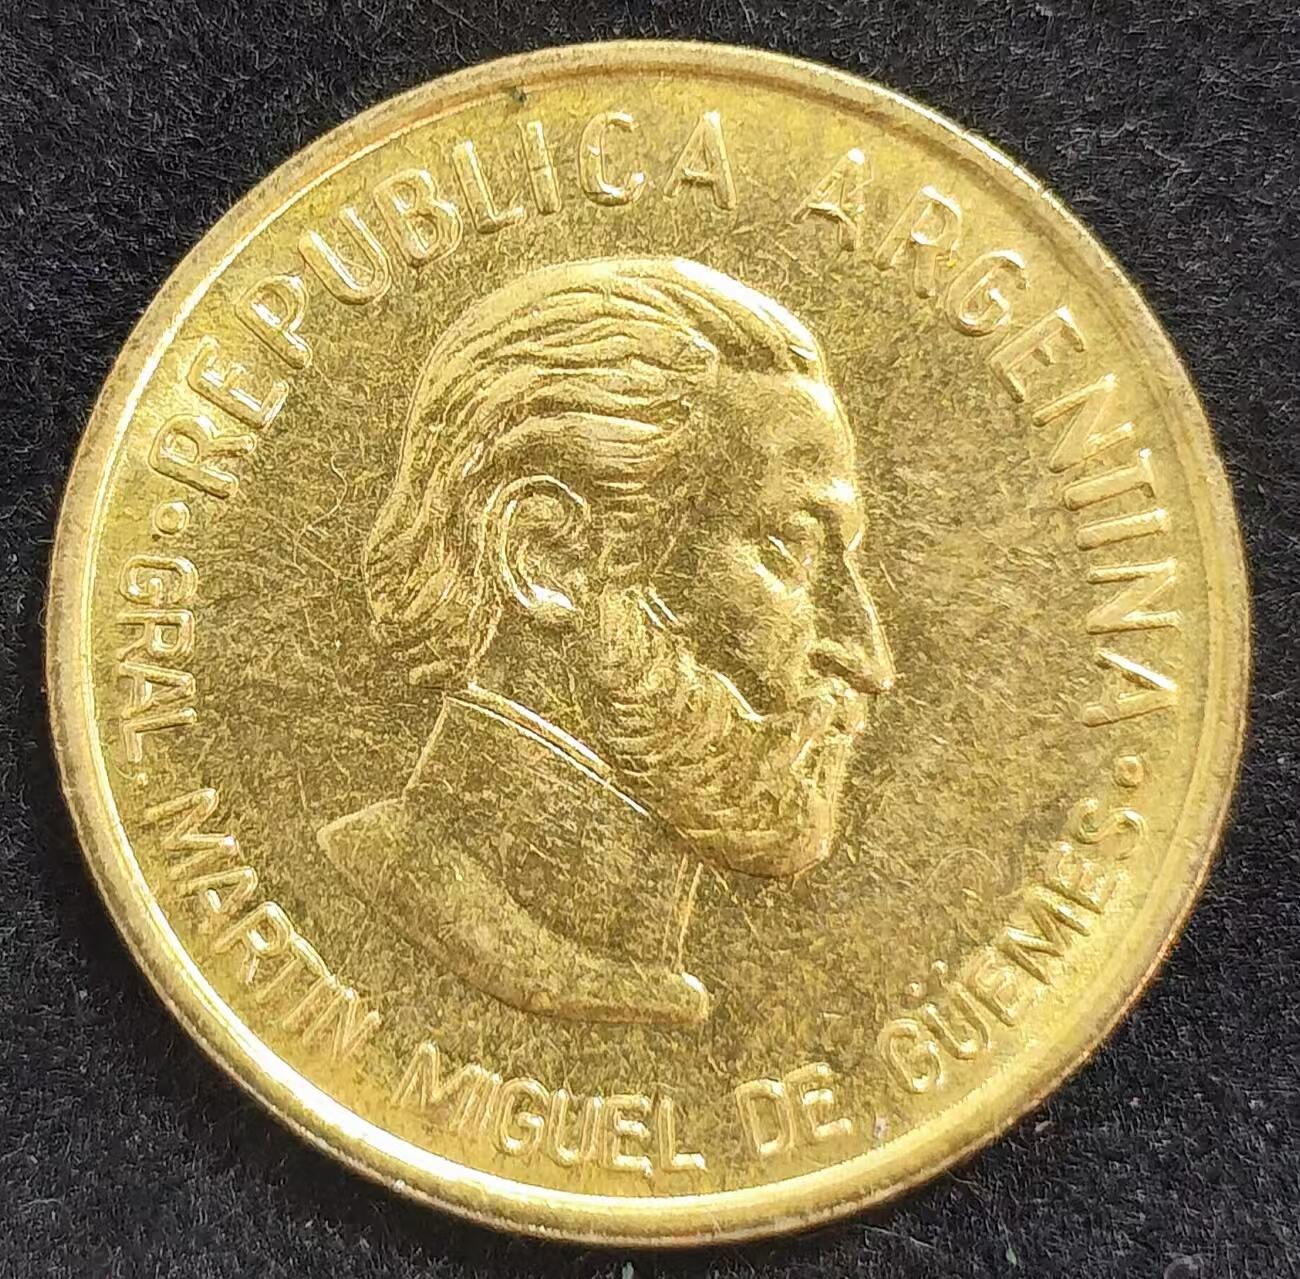 REPUBLICA ARGENTINA
GRAL. MARTIN MIGUEL DE GÜEMES